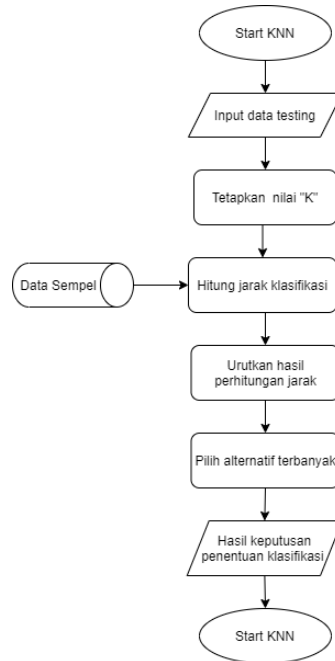 Start KNN
Input data testing
Tetapkan nilai "K"
Data Sempel
Hitung jarak klasifikasi
Urutkan hasil
perhitungan jarak
Pilih alternatif terbanyak
Hasil keputusan
penentuan klasifikasi
Start KNN